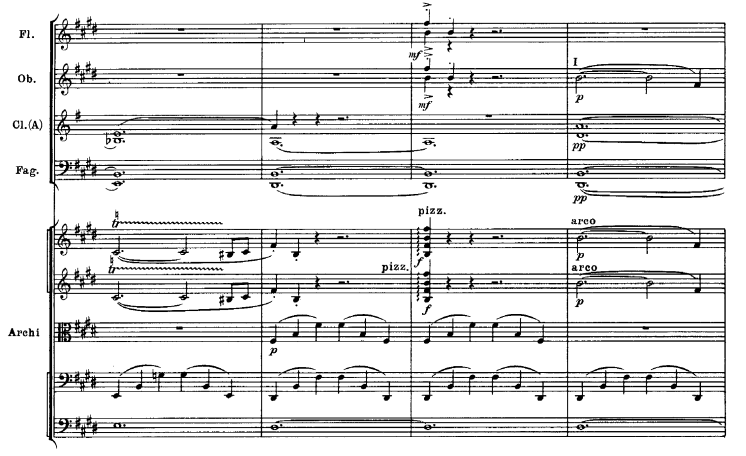 Fl.
mf
Ob.
mf
I
p
Cl.(A)
pp
Fag.
pp
tr
pizz.
f
arco
p
tr
pizz.
f
arco
p
Archi
p